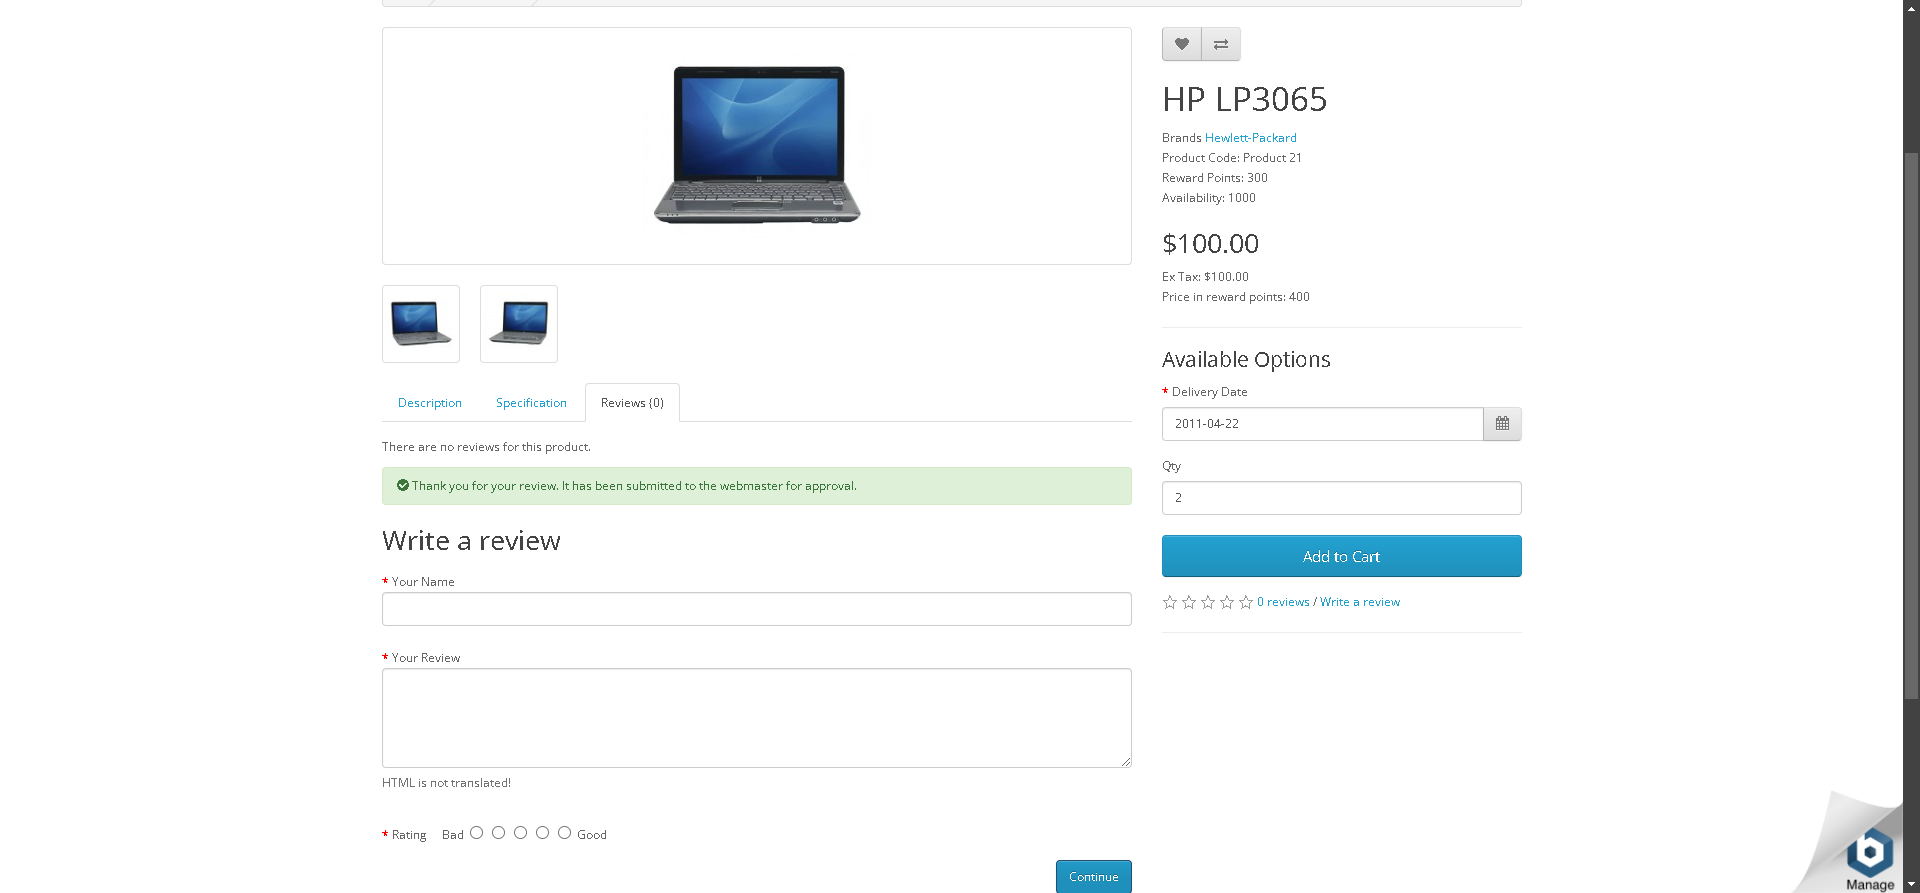 HP LP3065
Brands Hewlett-Packard
Product Code: Product 21
Reward Points: 300
Availability: 1000
$100.00
Ex Tax: $100.00
Price in reward points: 400
Available Options
* Delivery Date
2011-04-22
Qty
2
Add to Cart
0 reviews / Write a review
Description
Specification
Reviews (0)
There are no reviews for this product.
Thank you for your review. It has been submitted to the webmaster for approval.
Write a review
* Your Name
* Your Review
HTML is not translated!
* Rating Bad Good
Continue
Manage